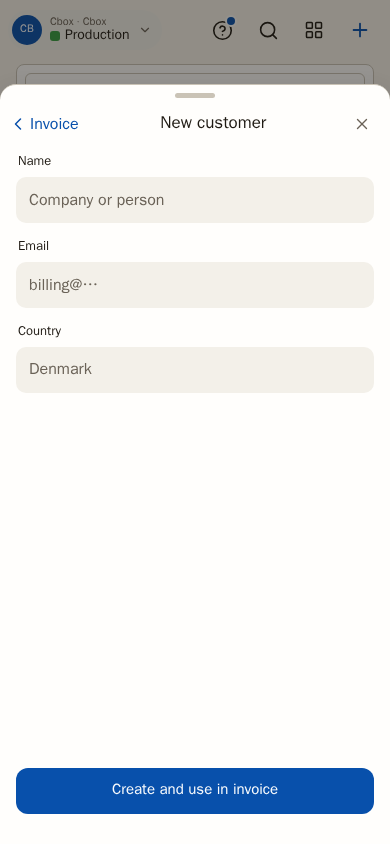 CB
Cbox · Cbox
Production
Invoice
New customer
Name
Company or person
Email
billing@···
Country
Denmark
Create and use in invoice